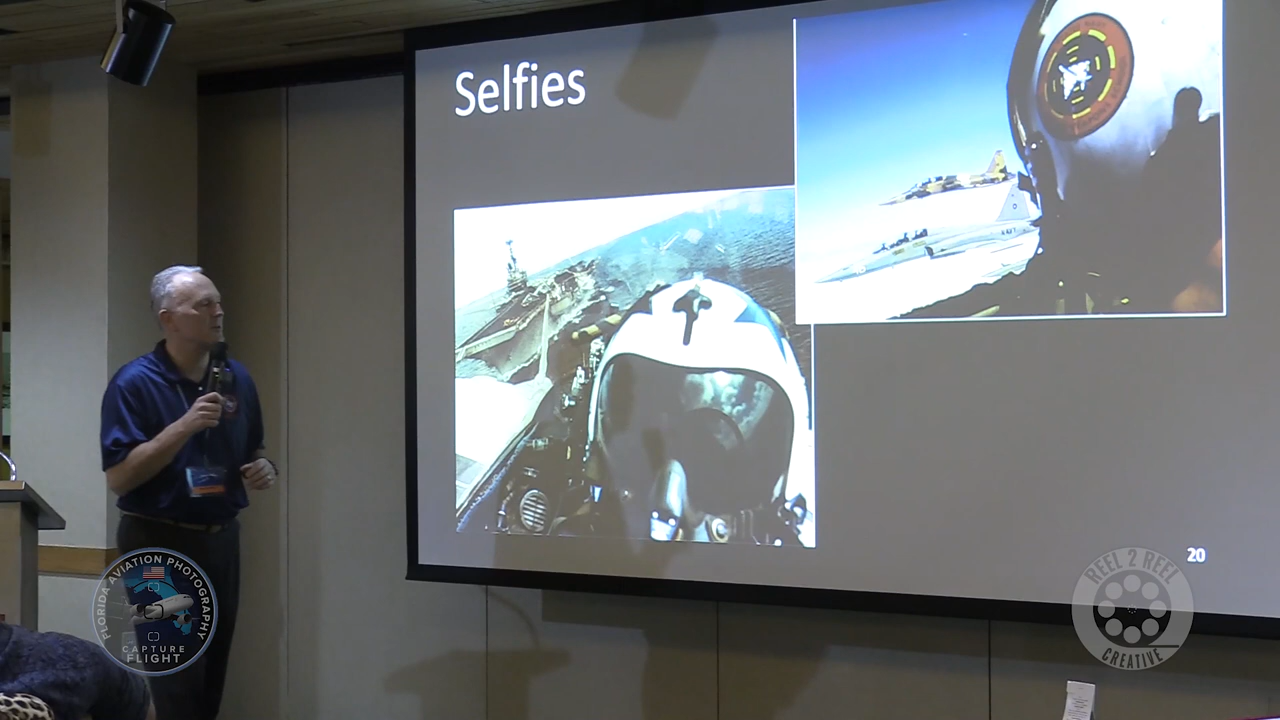 Selfies
20
FLORIDA AVIATION PHOTOGRAPHY
CAPTURE
FLIGHT
REEL 2 REEL
CREATIVE